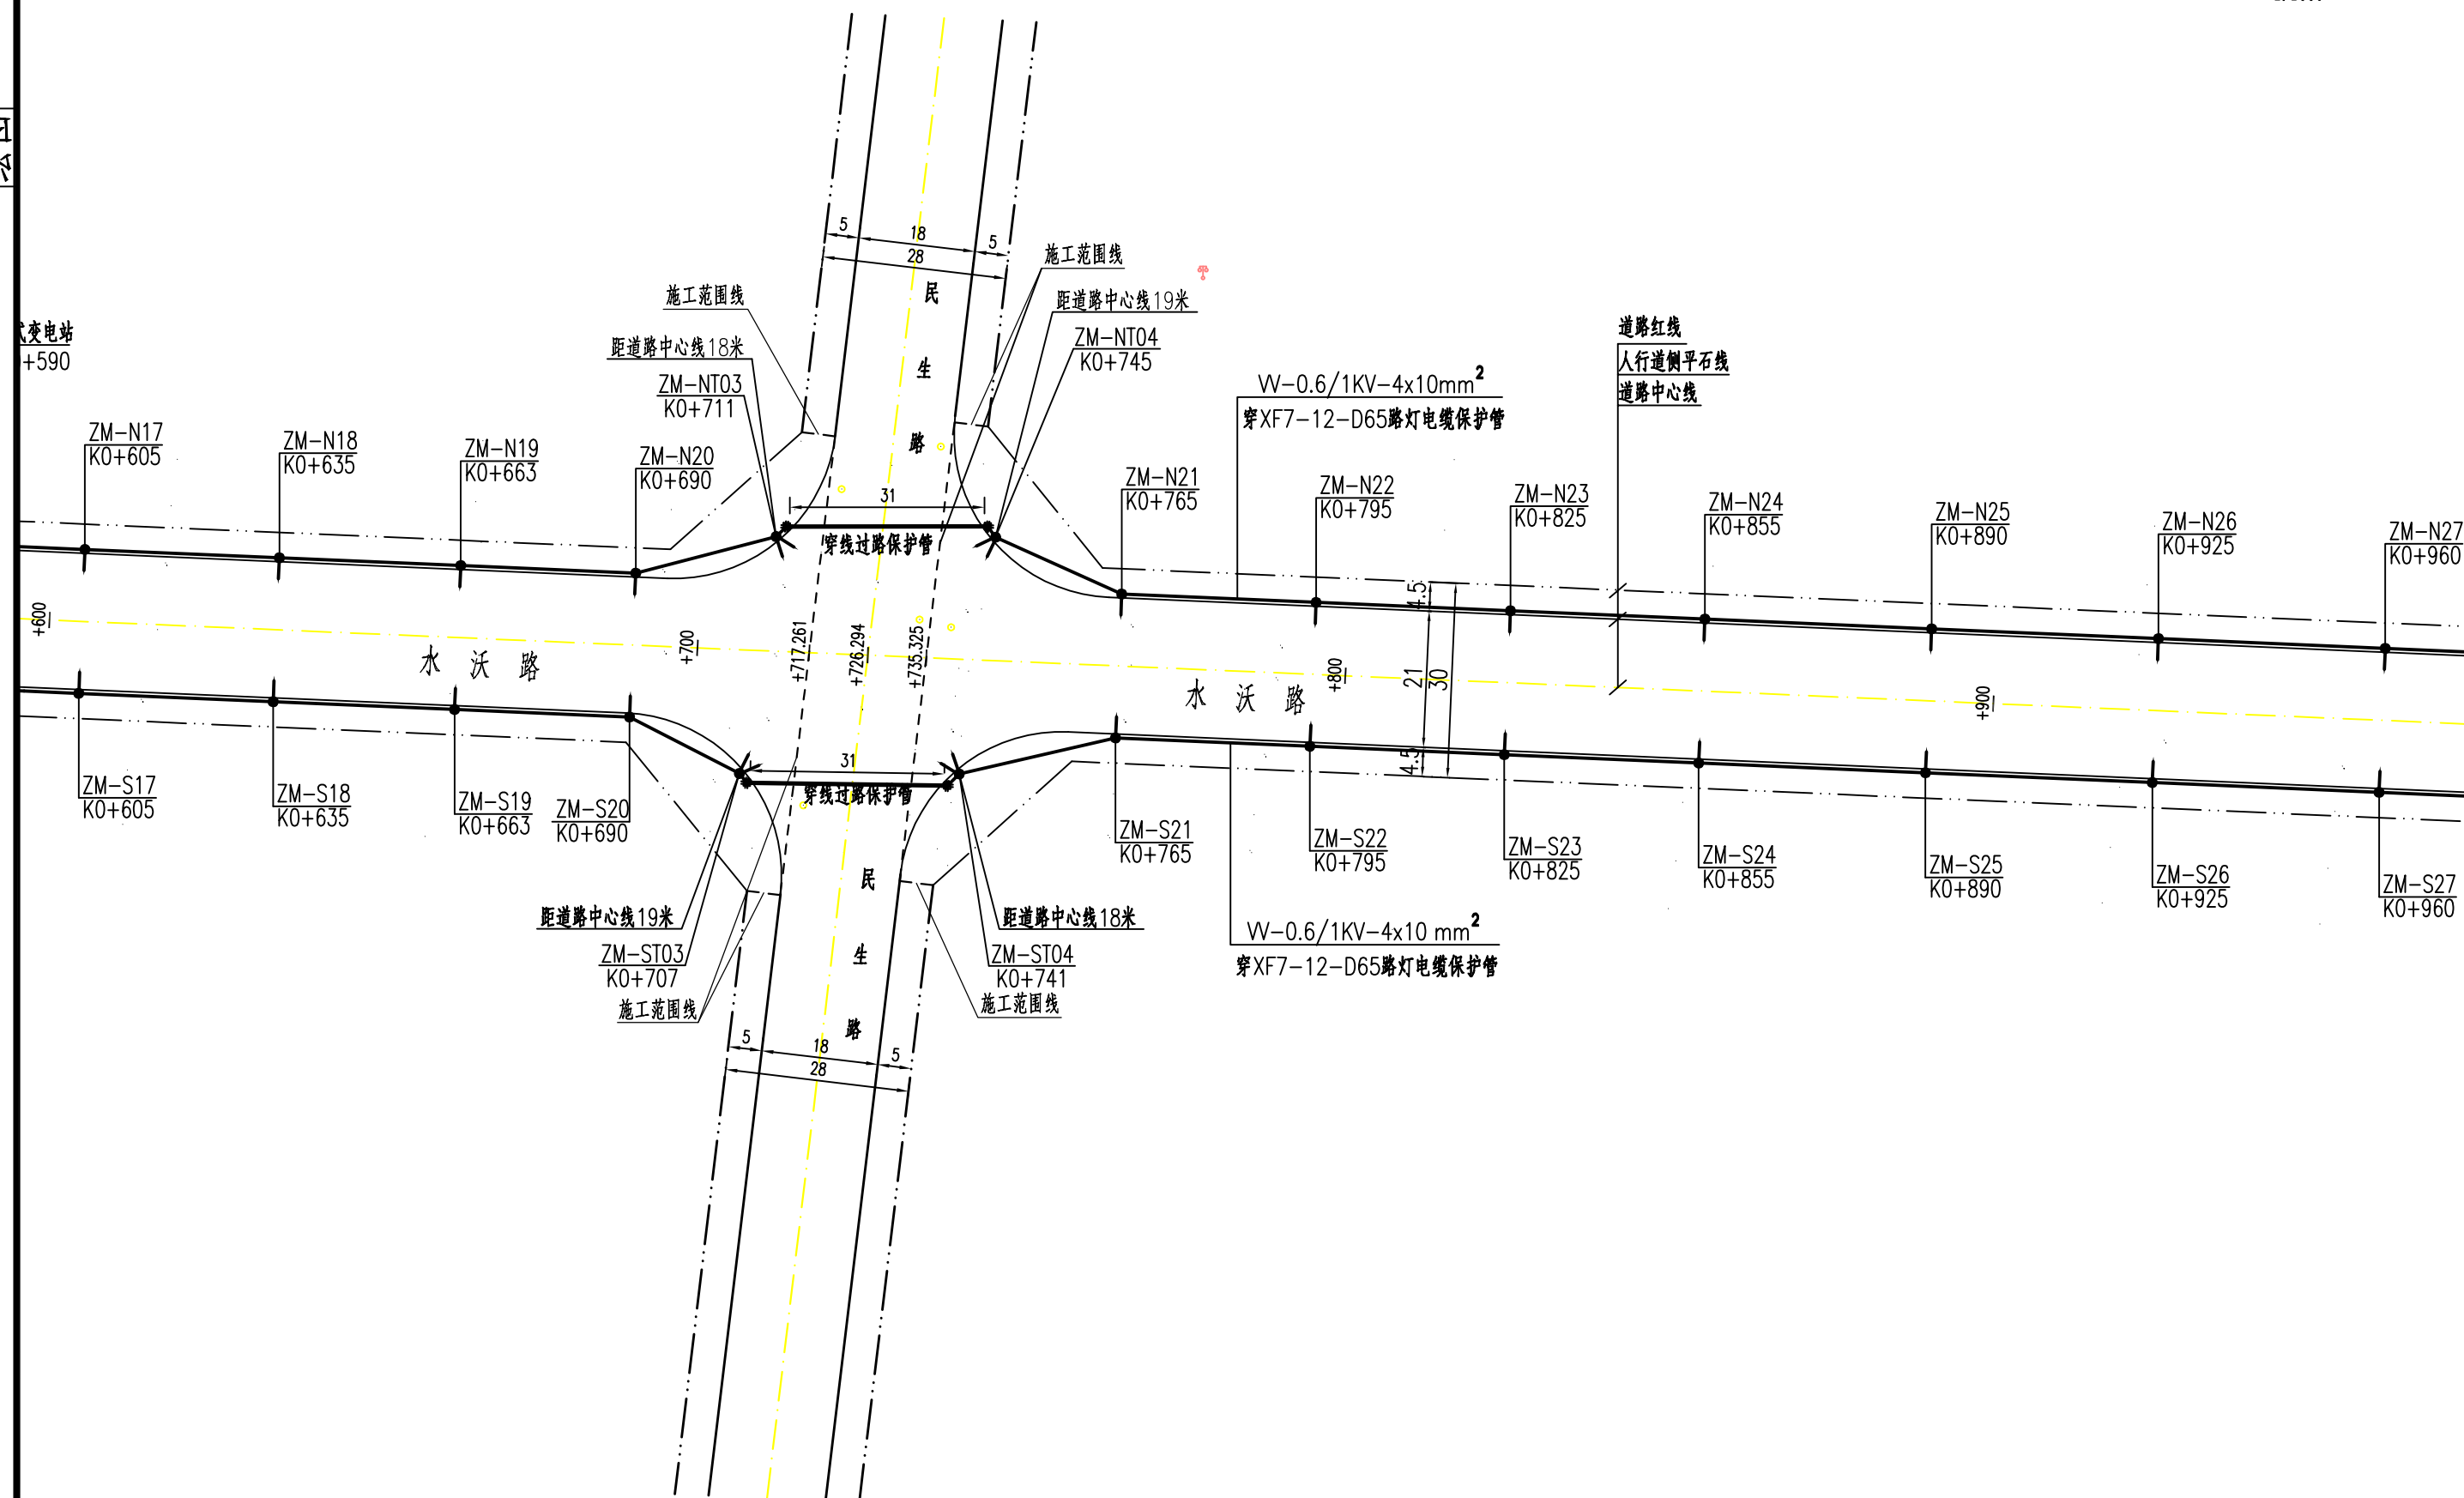 5
18
5
28
施工范围线
施工范围线
距道路中心线19米
ZM-NT04
K0+745
距道路中心线18米
ZM-NT03
K0+711
民
生
路
变电站
+590
道路红线
人行道侧平石线
道路中心线
VV-0.6/1KV-4x10mm²
穿XF7-12-D65路灯电缆保护管
ZM-N17
K0+605
ZM-N18
K0+635
ZM-N19
K0+663
ZM-N20
K0+690
ZM-N21
K0+765
ZM-N22
K0+795
ZM-N23
K0+825
ZM-N24
K0+855
ZM-N25
K0+890
ZM-N26
K0+925
ZM-N27
K0+960
31
穿线过路保护管
+600
+700
+717.261
+726.294
+735.325
+800
+900
4.5
21
30
4.5
水 沃 路
水 沃 路
31
穿线过路保护管
ZM-S17
K0+605
ZM-S18
K0+635
ZM-S19
K0+663
ZM-S20
K0+690
ZM-S21
K0+765
ZM-S22
K0+795
ZM-S23
K0+825
ZM-S24
K0+855
ZM-S25
K0+890
ZM-S26
K0+925
ZM-S27
K0+960
民
生
路
距道路中心线19米
ZM-ST03
K0+707
施工范围线
距道路中心线18米
ZM-ST04
K0+741
施工范围线
VV-0.6/1KV-4x10 mm²
穿XF7-12-D65路灯电缆保护管
5
18
5
28